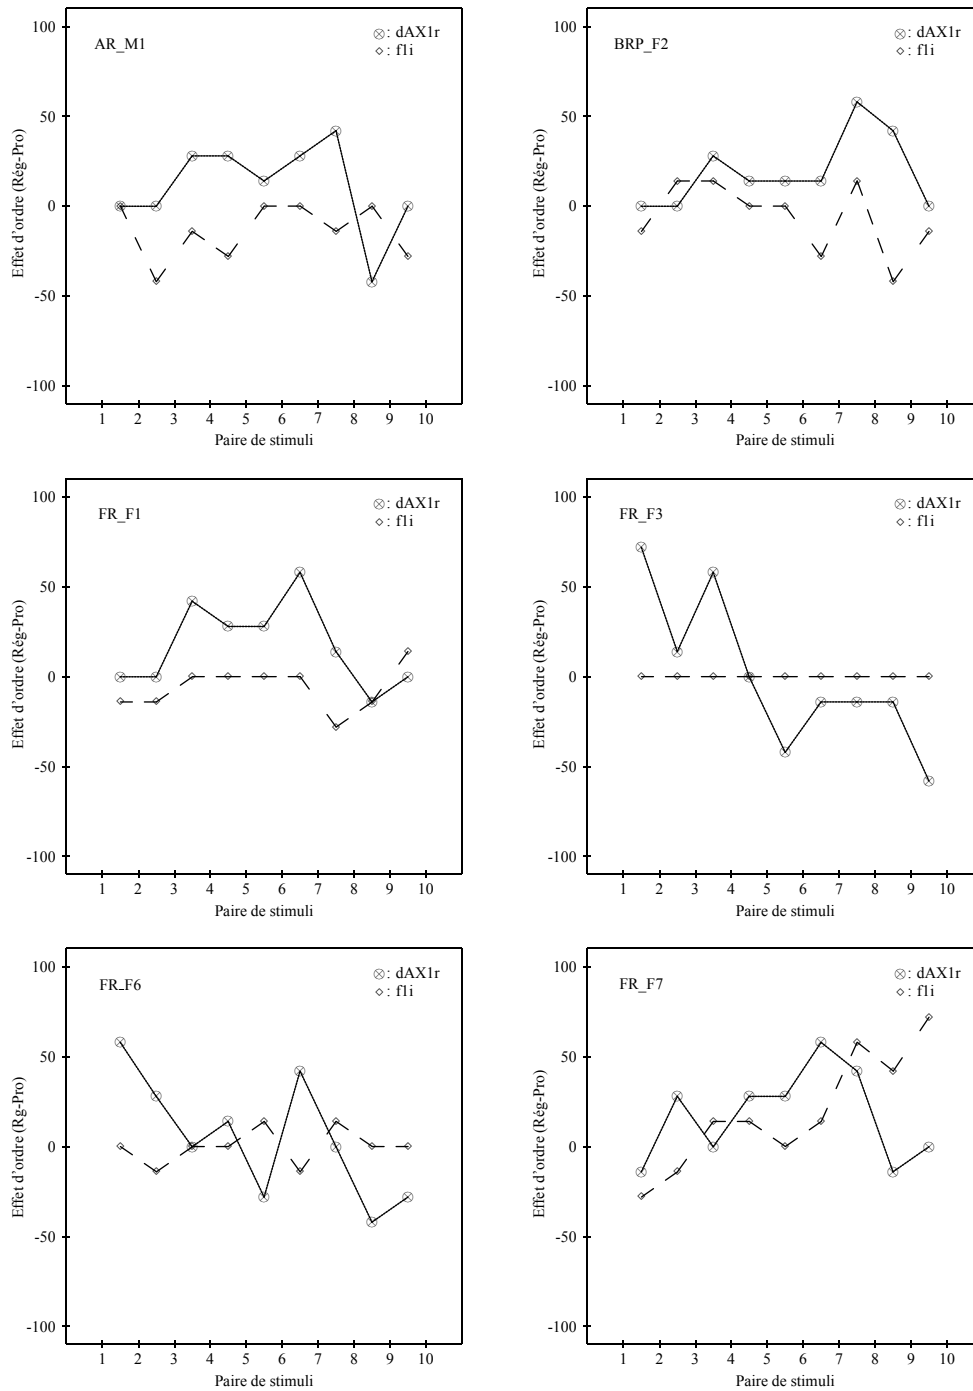 AR_M1
: dAX1r
: f1i
100
50
0
-50
-100
Effet d'ordre (Rég-Pro)
1 2 3 4 5 6 7 8 9 10
Paire de stimuli
BRP_F2
: dAX1r
: f1i
100
50
0
-50
-100
Effet d'ordre (Rég-Pro)
1 2 3 4 5 6 7 8 9 10
Paire de stimuli
FR_F1
: dAX1r
: f1i
100
50
0
-50
-100
Effet d'ordre (Rég-Pro)
1 2 3 4 5 6 7 8 9 10
Paire de stimuli
FR_F3
: dAX1r
: f1i
100
50
0
-50
-100
Effet d'ordre (Rég-Pro)
1 2 3 4 5 6 7 8 9 10
Paire de stimuli
FR_F6
: dAX1r
: f1i
100
50
0
-50
-100
Effet d'ordre (Rg-Pro)
1 2 3 4 5 6 7 8 9 10
Paire de stimuli
FR_F7
: dAX1r
: f1i
100
50
0
-50
-100
Effet d'ordre (Rég-Pro)
1 2 3 4 5 6 7 8 9 10
Paire de stimuli